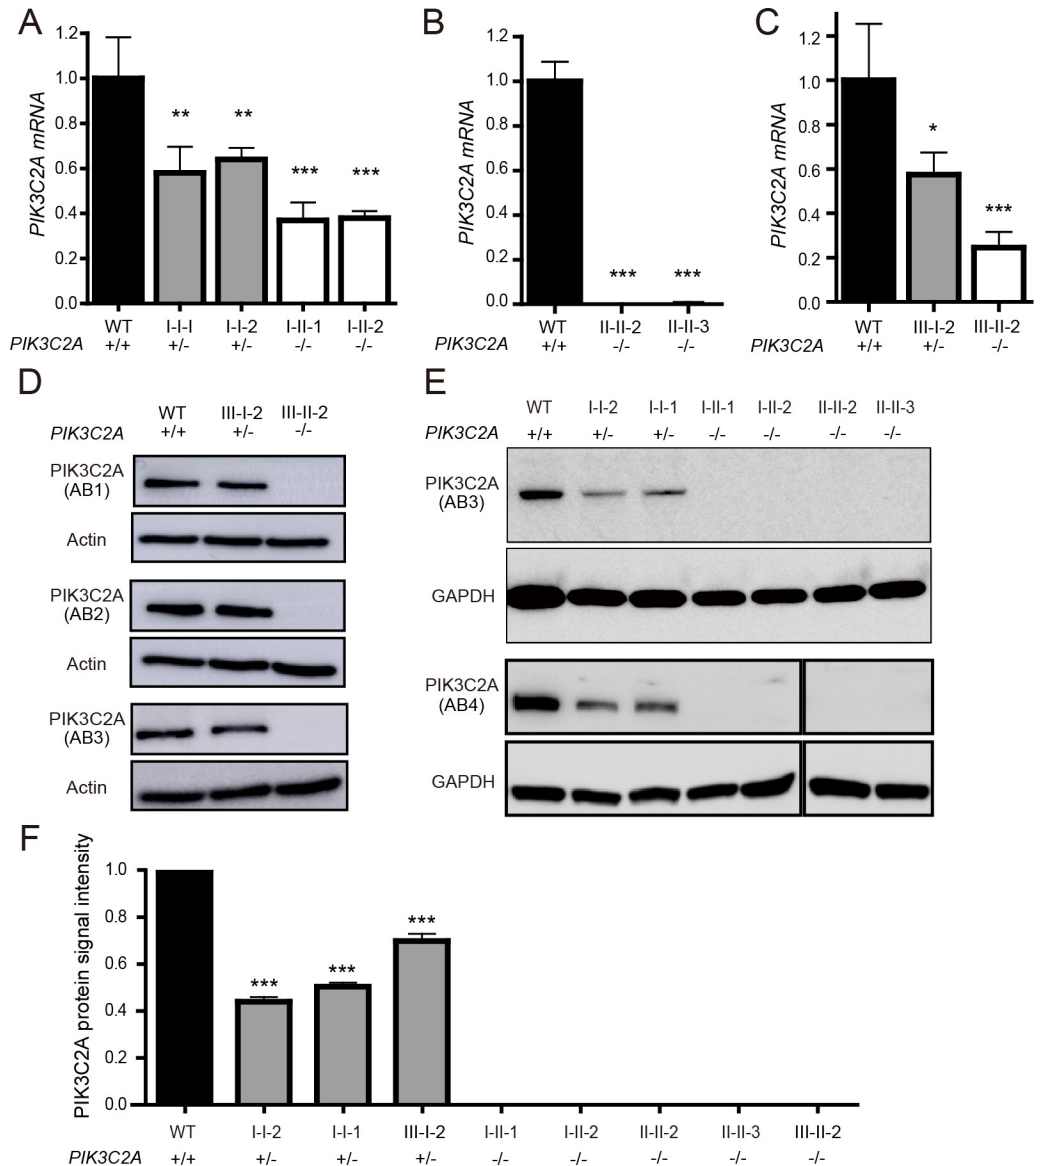 A
PIK3C2A mRNA
1.2
1.0
0.8
0.6
0.4
0.2
0.0
** ** *** ***
WT I-I-I I-I-2 I-II-1 I-II-2
PIK3C2A +/+ +/- +/- -/- -/-
B
PIK3C2A mRNA
1.2
1.0
0.8
0.6
0.4
0.2
0.0
*** ***
WT II-II-2 II-II-3
PIK3C2A +/+ -/- -/-
C
PIK3C2A mRNA
1.2
1.0
0.8
0.6
0.4
0.2
0.0
*
***
WT III-I-2 III-II-2
PIK3C2A +/+ +/- -/-
D
WT III-I-2 III-II-2
PIK3C2A +/+ +/- -/-
PIK3C2A
(AB1)
Actin
PIK3C2A
(AB2)
Actin
PIK3C2A
(AB3)
Actin
E
WT I-I-2 I-I-1 I-II-1 I-II-2 II-II-2 II-II-3
PIK3C2A +/+ +/- +/- -/- -/- -/- -/-
PIK3C2A
(AB3)
GAPDH
PIK3C2A
(AB4)
GAPDH
F
PIK3C2A protein signal intensity
1.0
0.8
0.6
0.4
0.2
0.0
*** *** ***
WT I-I-2 I-I-1 III-I-2 I-II-1 I-II-2 II-II-2 II-II-3 III-II-2
PIK3C2A +/+ +/- +/- +/- -/- -/- -/- -/- -/-